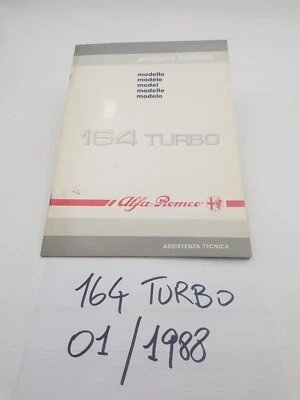 modello
modèle
model
modelle
modelo
164 TURBO
Alfa Romeo
ASSISTENZA TECNICA
164 TURBO
01/1988